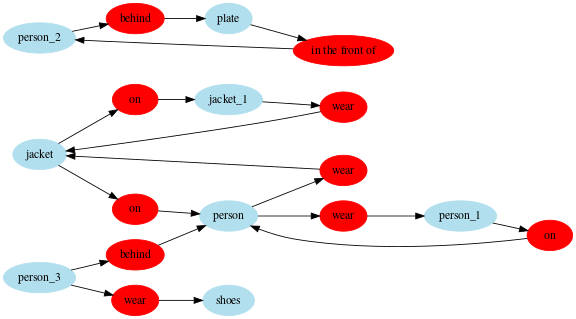 behind
plate
person_2
in the front of
on
jacket_1
wear
jacket
wear
on
person
wear
person_1
on
behind
person_3
wear
shoes